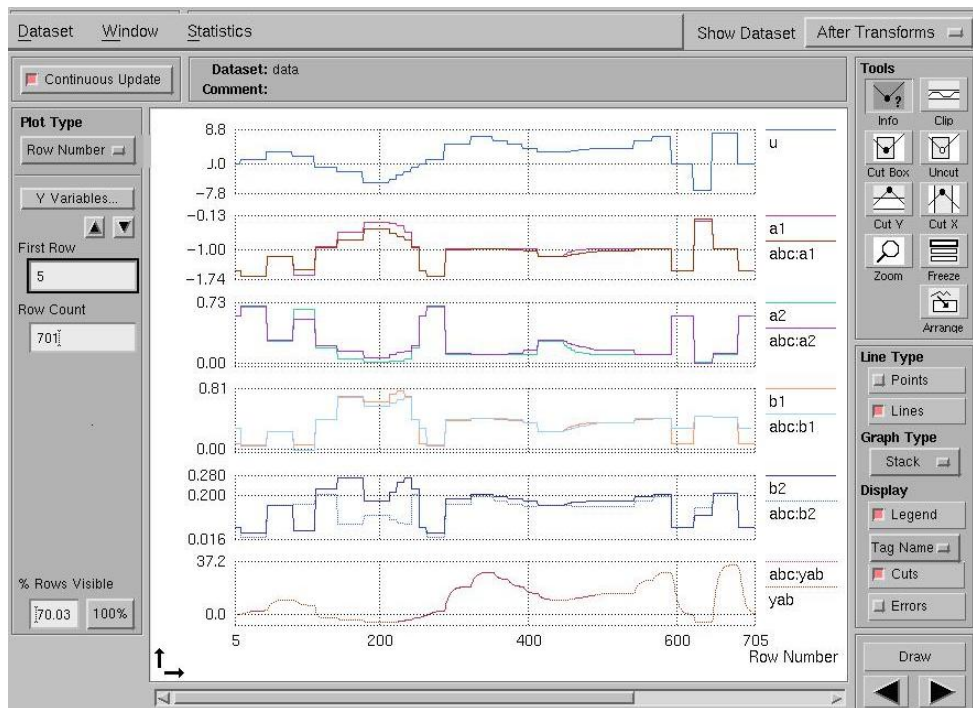 Dataset Window Statistics
Show Dataset After Transforms
Continuous Update
Dataset: data
Comment:
Plot Type
Row Number
Y Variables...
First Row
5
Row Count
701
% Rows Visible
70.03 100%
8.8
-7.8
u
-0.13
-1.00
-1.74
a1
abc:a1
0.73
0.00
a2
abc:a2
0.81
0.00
b1
abc:b1
0.280
0.200
0.016
b2
abc:b2
37.2
0.0
abc:yab
yab
5 200 400 600 705
Row Number
Tools
Info Clip
Cut Box Uncut
Cut Y Cut X
Zoom Freeze
Arrange
Line Type
Points
Lines
Graph Type
Stack
Display
Legend
Tag Name
Cuts
Errors
Draw